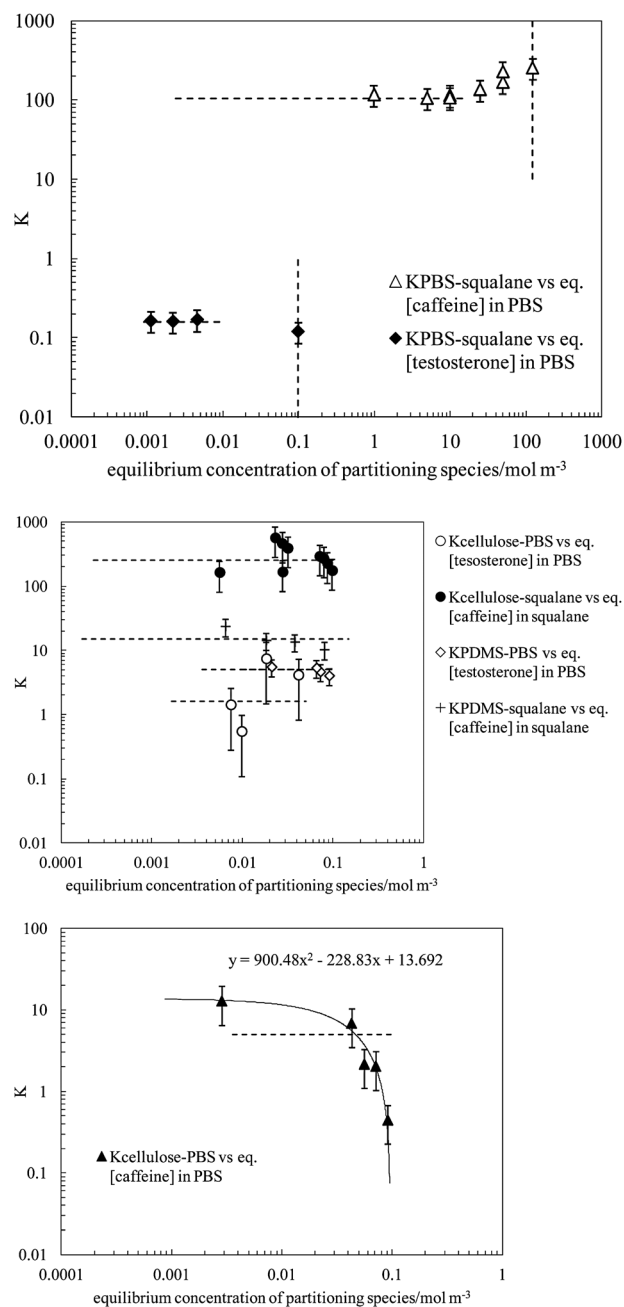 1000
100
10
1
0.1
0.01
K
KPBS-squalane vs eq.
[caffeine] in PBS
KPBS-squalane vs eq.
[testosterone] in PBS
0.0001 0.001 0.01 0.1 1 10 100 1000
equilibrium concentration of partitioning species/mol m-3
1000
100
10
1
0.1
0.01
K
0.0001 0.001 0.01 0.1 1
equilibrium concentration of partitioning species/mol m-3
Kcellulose-PBS vs eq.
[tesosterone] in PBS
Kcellulose-squalane vs eq.
[caffeine] in squalane
KPDMS-PBS vs eq.
[testosterone] in PBS
KPDMS-squalane vs eq.
[caffeine] in squalane
100
10
1
0.1
0.01
K
y = 900.48x² - 228.83x + 13.692
Kcellulose-PBS vs eq.
[caffeine] in PBS
0.0001 0.001 0.01 0.1 1
equilibrium concentration of partitioning species/mol m-3